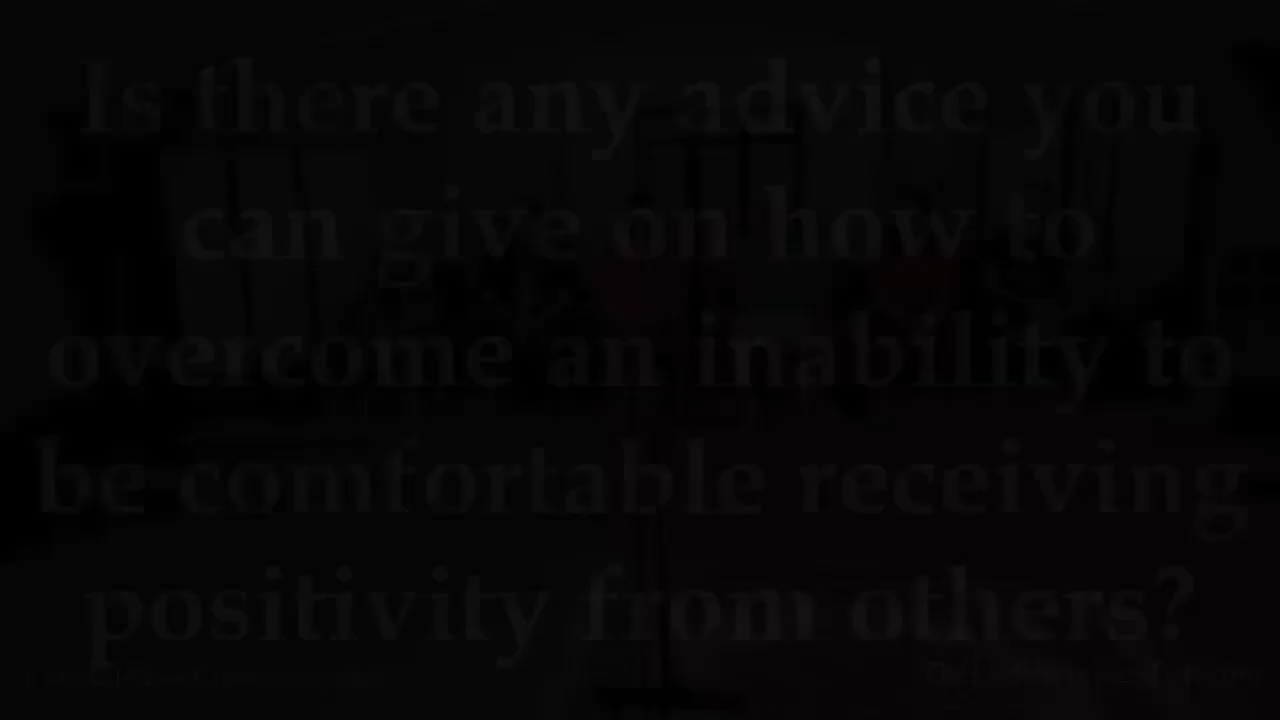 Is there any advice you
can give on how to
overcome an inability to
be comfortable receiving
positivity from others?